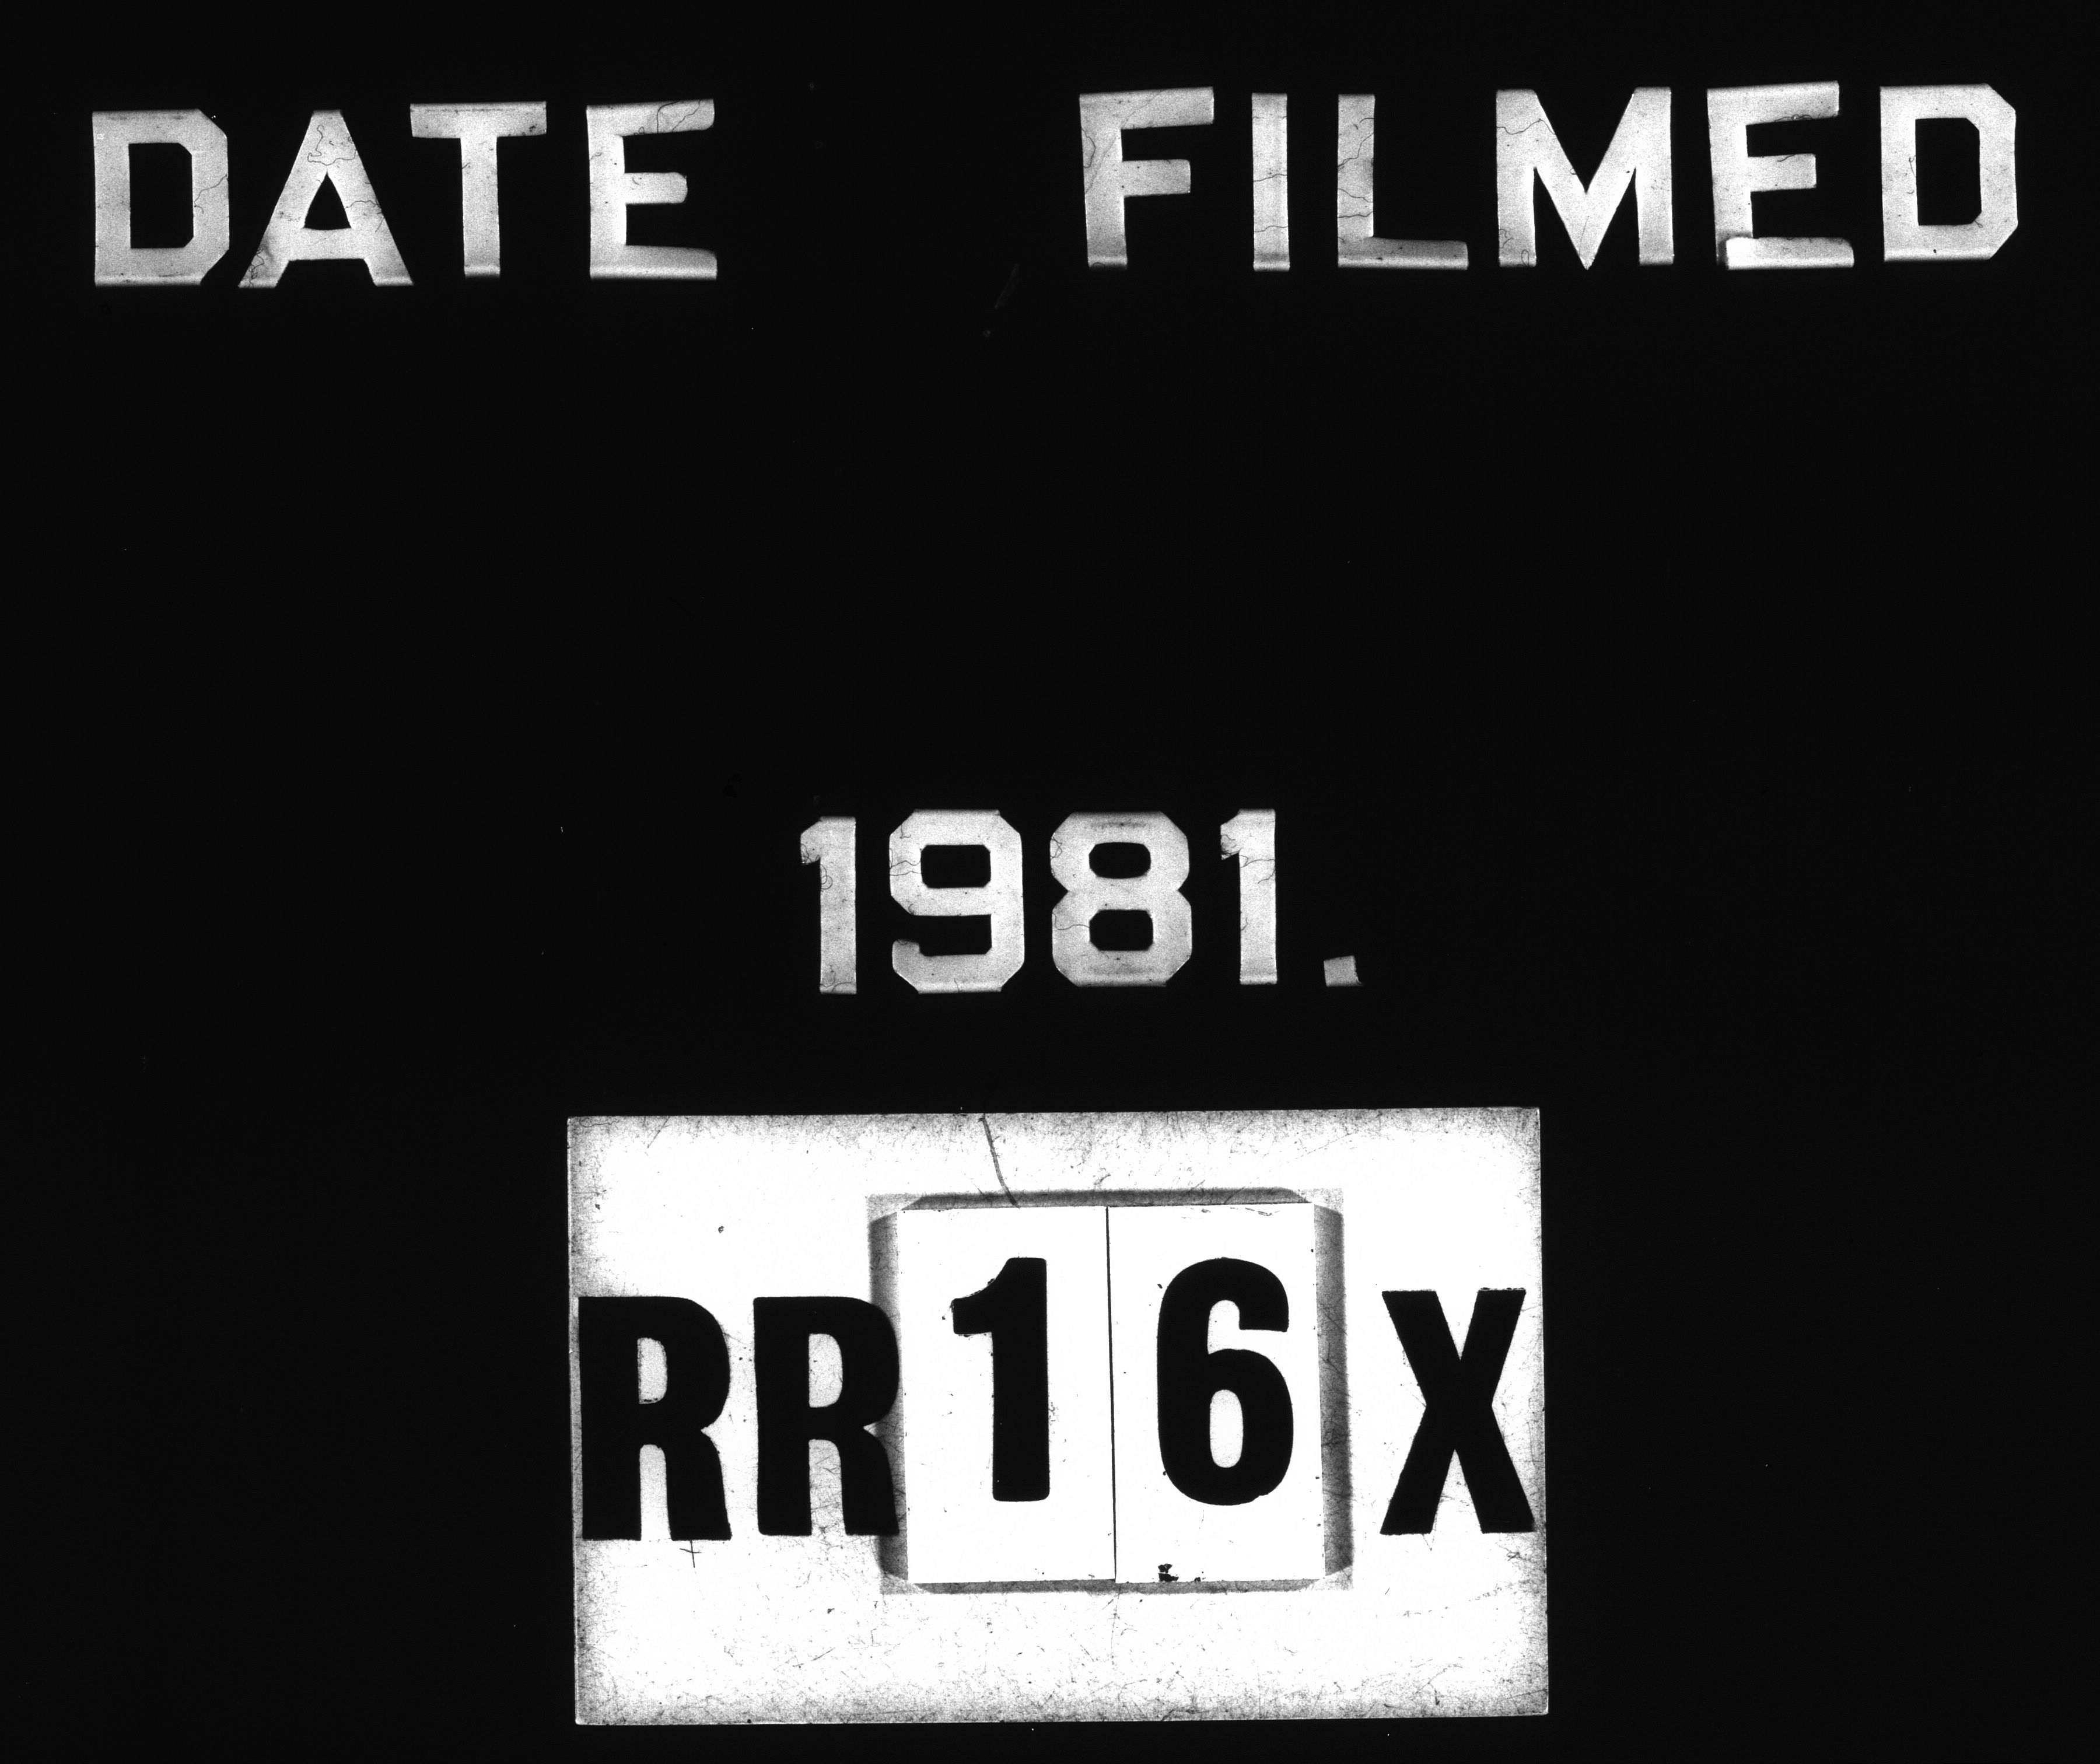 DATE FILMED
1981.
RR 16 X